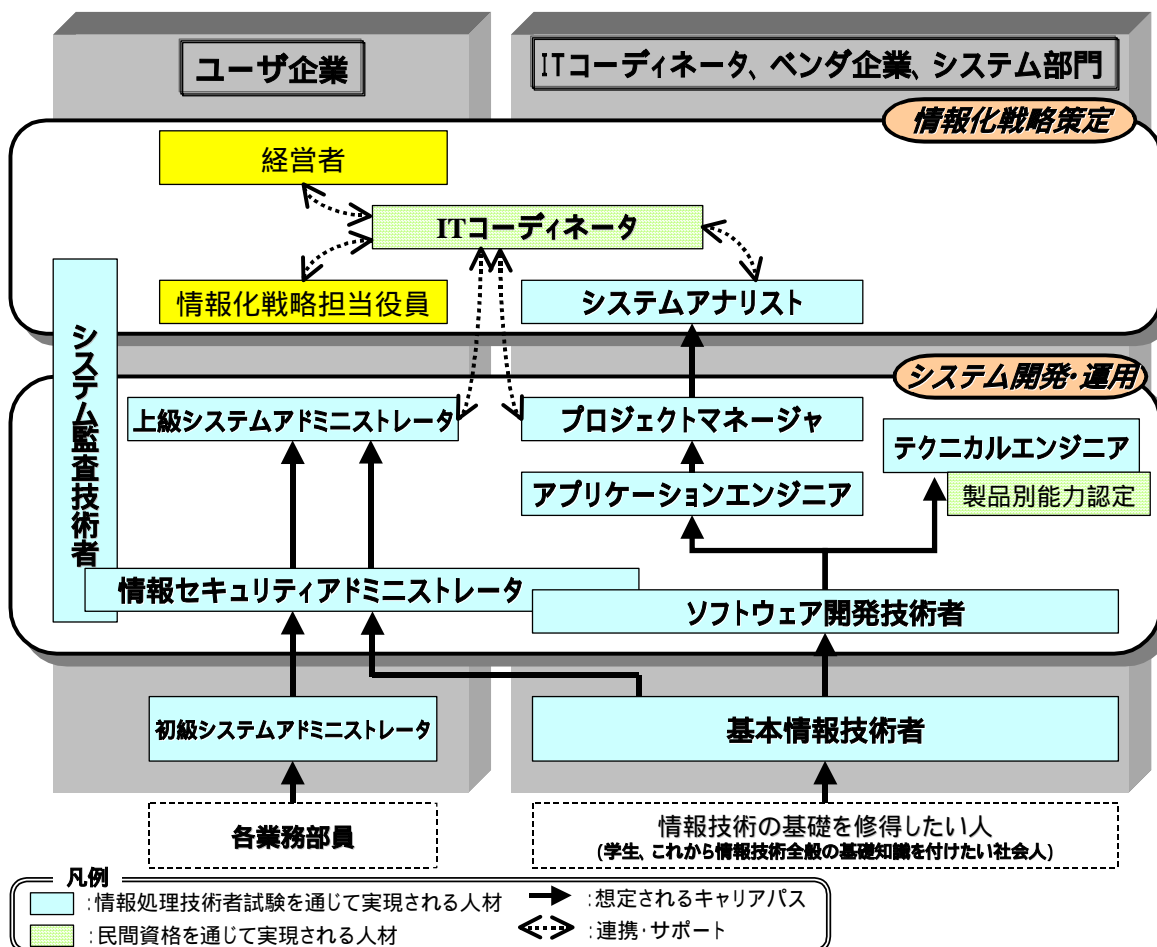 ユーザ企業
ITコーディネータ、ベンダ企業、システム部門
情報化戦略策定
経営者
ITコーディネータ
情報化戦略担当役員
システムアナリスト
システム監査技術者
システム開発・運用
上級システムアドミニストレータ
プロジェクトマネージャ
テクニカルエンジニア
アプリケーションエンジニア
製品別能力認定
情報セキュリティアドミニストレータ
ソフトウェア開発技術者
初級システムアドミニストレータ
基本情報技術者
各業務部員
情報技術の基礎を修得したい人
(学生、これから情報技術全般の基礎知識を付けたい社会人)
凡例
:情報処理技術者試験を通じて実現される人材
:想定されるキャリアパス
:民間資格を通じて実現される人材
:連携・サポート